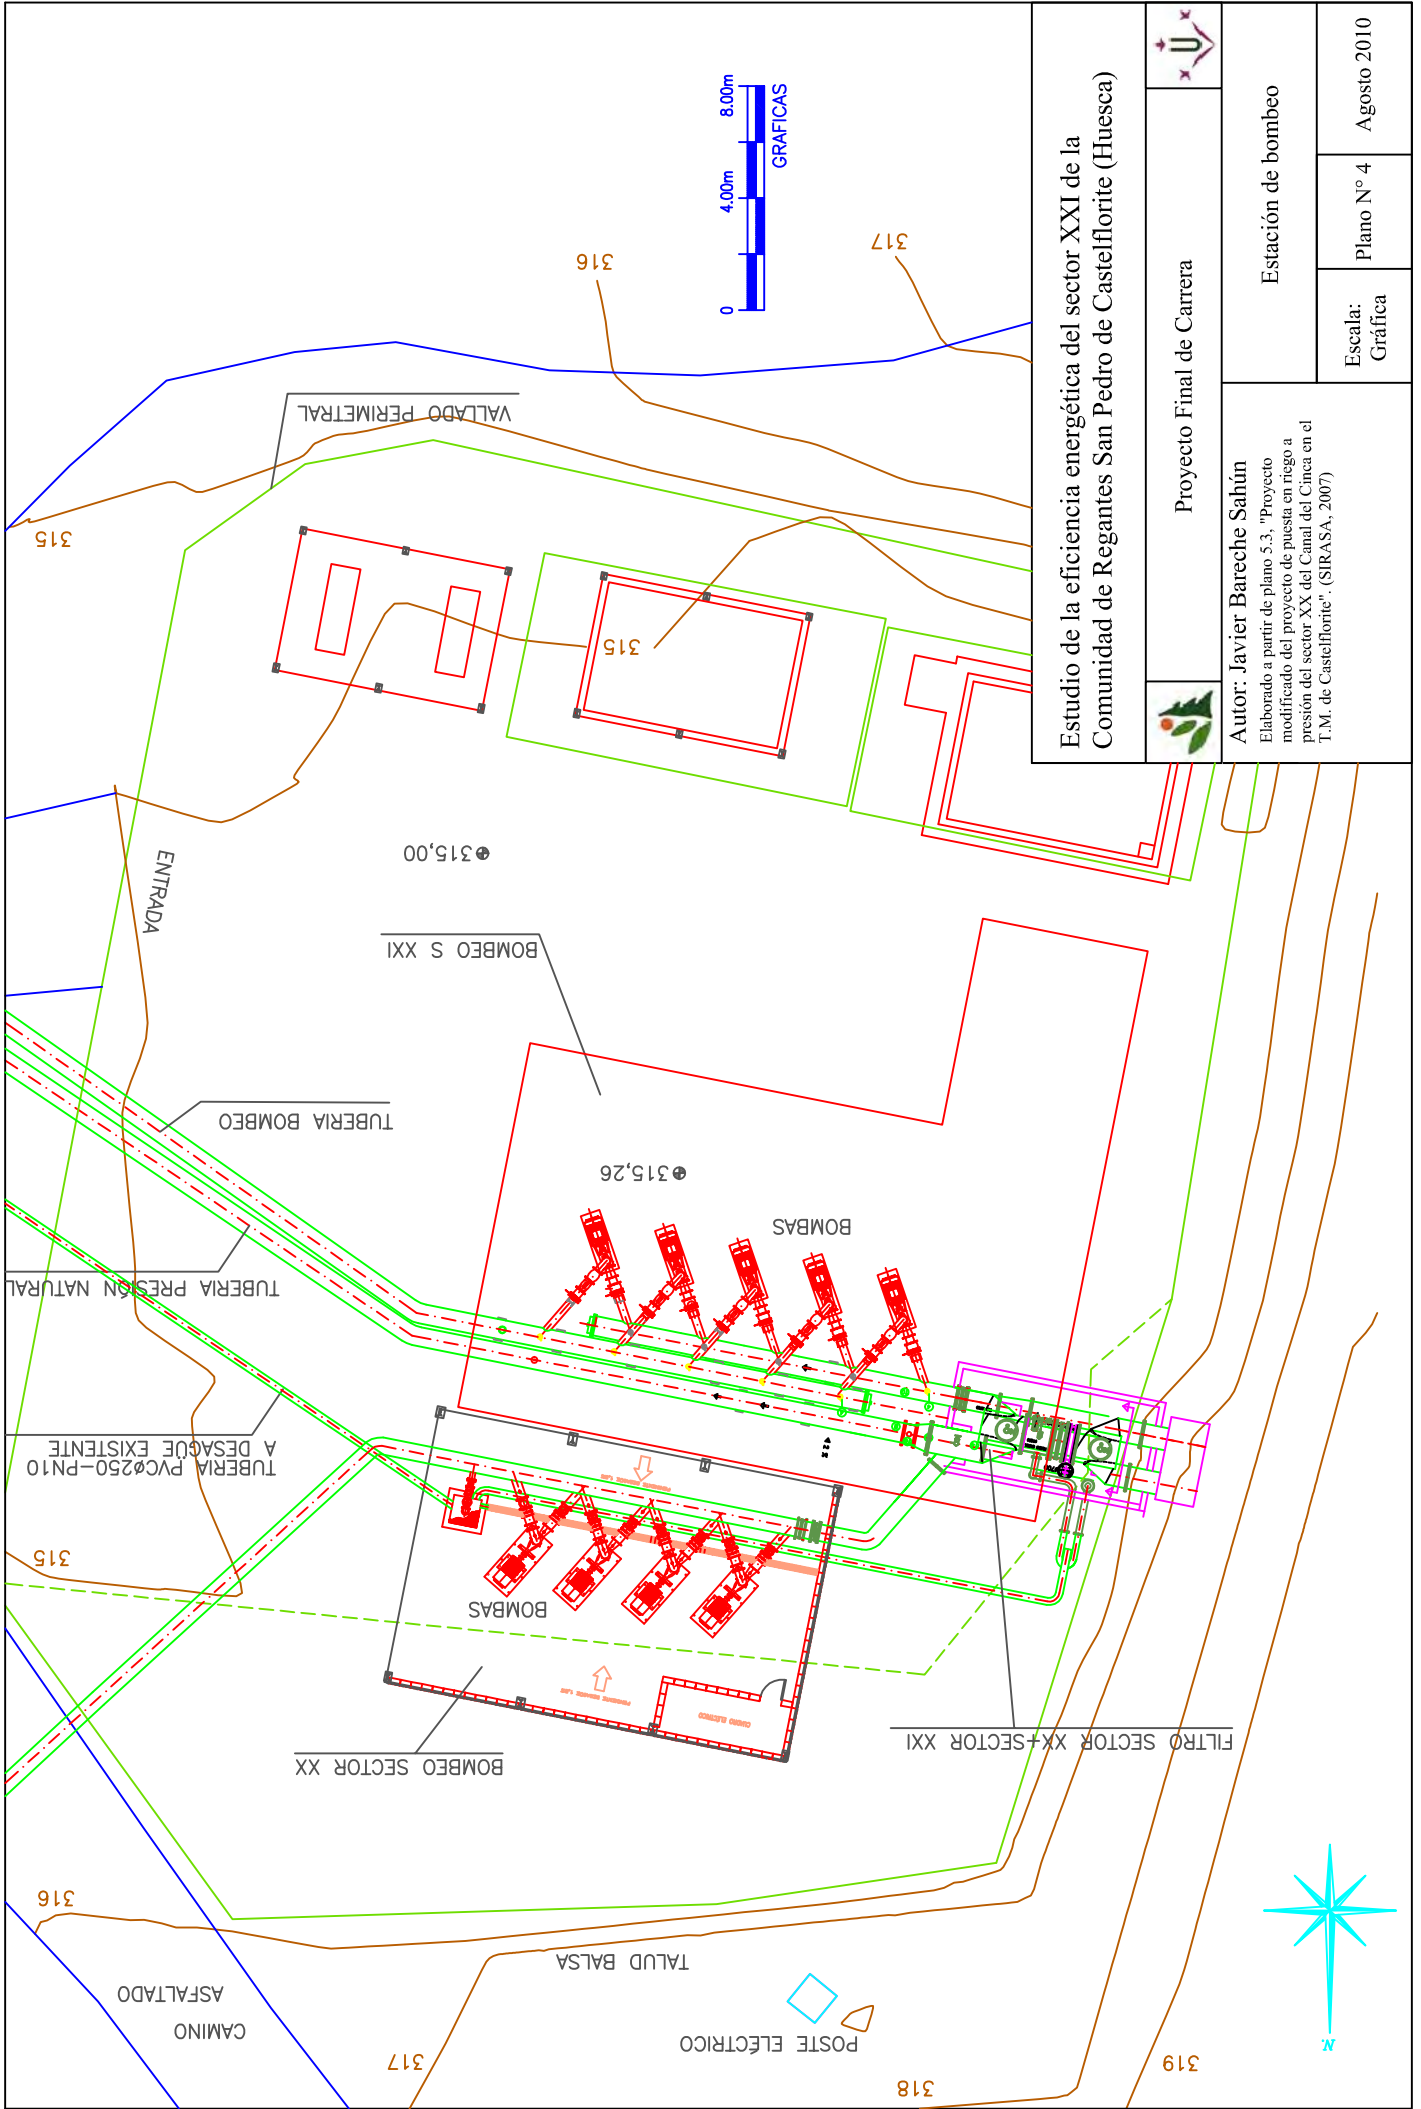 Estudio de la eficiencia energética del sector XXI de la
Comunidad de Regantes San Pedro de Castelflorite (Huesca)
Proyecto Final de Carrera
Autor: Javier Bareche Sahún
Elaborado a partir de plano 5.3, "Proyecto
modificado del proyecto de puesta en riego a
presión del sector XX del Canal del Cinca en el
T.M. de Castelflorite". (SIRASA, 2007)
Estación de bombeo
Escala:
Gráfica
Plano Nº 4
Agosto 2010
0
4.00m
8.00m
GRAFICAS
316
317
VALLADO PERIMETRAL
315
315
315,00
ENTRADA
BOMBEO S XXI
TUBERIA BOMBEO
315,26
BOMBAS
TUBERIA PRESIÓN NATURAL
TUBERIA PVCø250-PN10
A DESAGÜE EXISTENTE
315
BOMBAS
CUADRO ELÉCTRICO
BOMBEO SECTOR XX
FILTRO SECTOR XX+SECTOR XXI
316
TALUD BALSA
CAMINO
ASFALTADO
POSTE ELÉCTRICO
317
318
319
N.